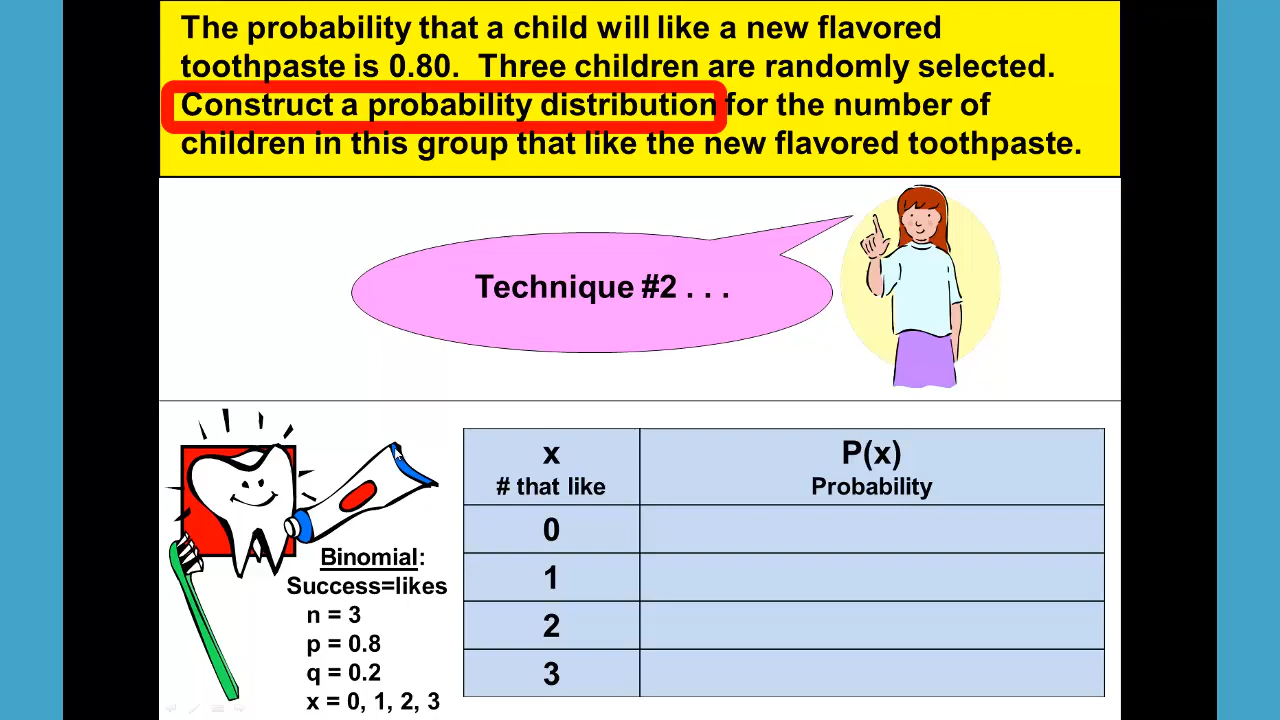 The probability that a child will like a new flavored
toothpaste is 0.80. Three children are randomly selected.
Construct a probability distribution for the number of
children in this group that like the new flavored toothpaste.
Technique #2 . . .
Binomial:
Success=likes
n = 3
p = 0.8
q = 0.2
x = 0, 1, 2, 3
x P(x)
# that like Probability
0
1
2
3